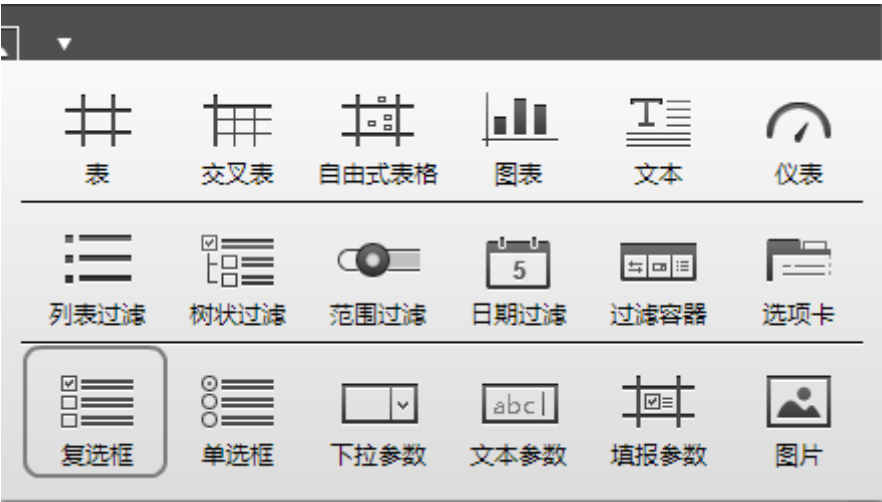 表 交叉表 自由式表格 图表 文本 仪表
5
列表过滤 树状过滤 范围过滤 日期过滤 过滤容器 选项卡
abc
复选框 单选框 下拉参数 文本参数 填报参数 图片